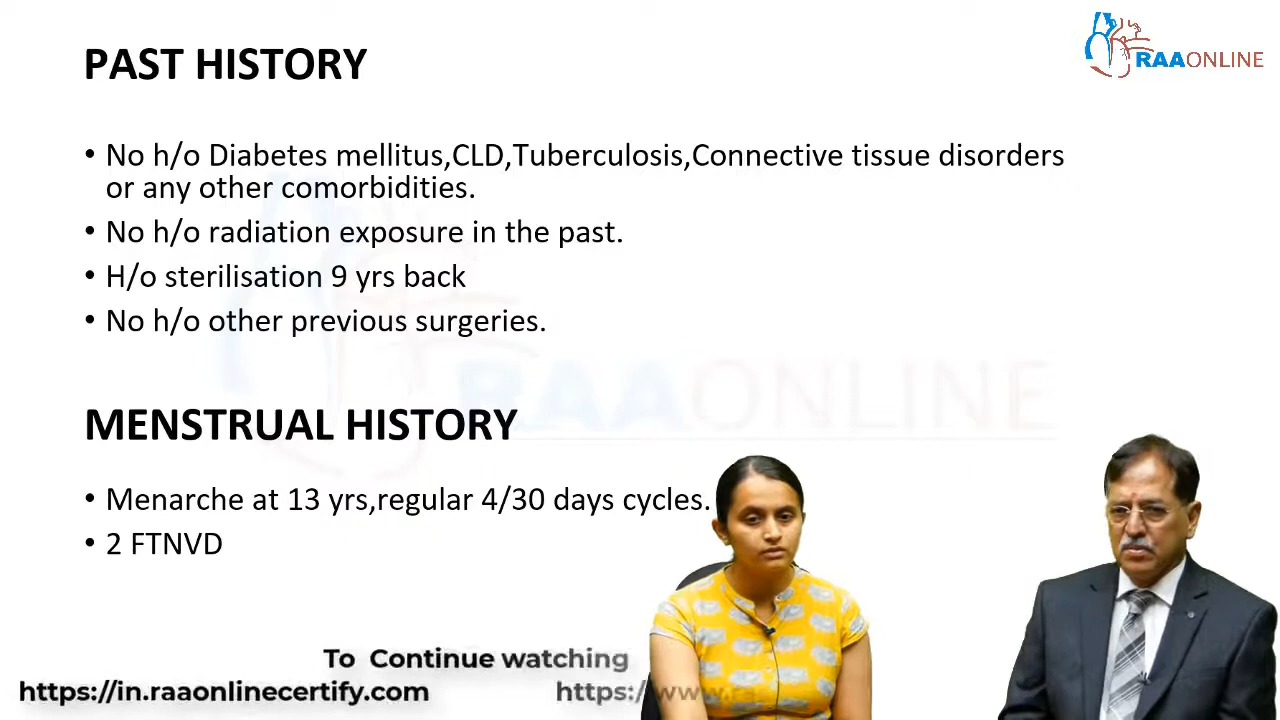 PAST HISTORY
RAAONLINE
• No h/o Diabetes mellitus,CLD,Tuberculosis,Connective tissue disorders
or any other comorbidities.
• No h/o radiation exposure in the past.
• H/o sterilisation 9 yrs back
• No h/o other previous surgeries.
RAAONLINE
MENSTRUAL HISTORY
• Menarche at 13 yrs,regular 4/30 days cycles.
• 2 FTNVD
To Continue watching
https://in.raaonlinecertify.com